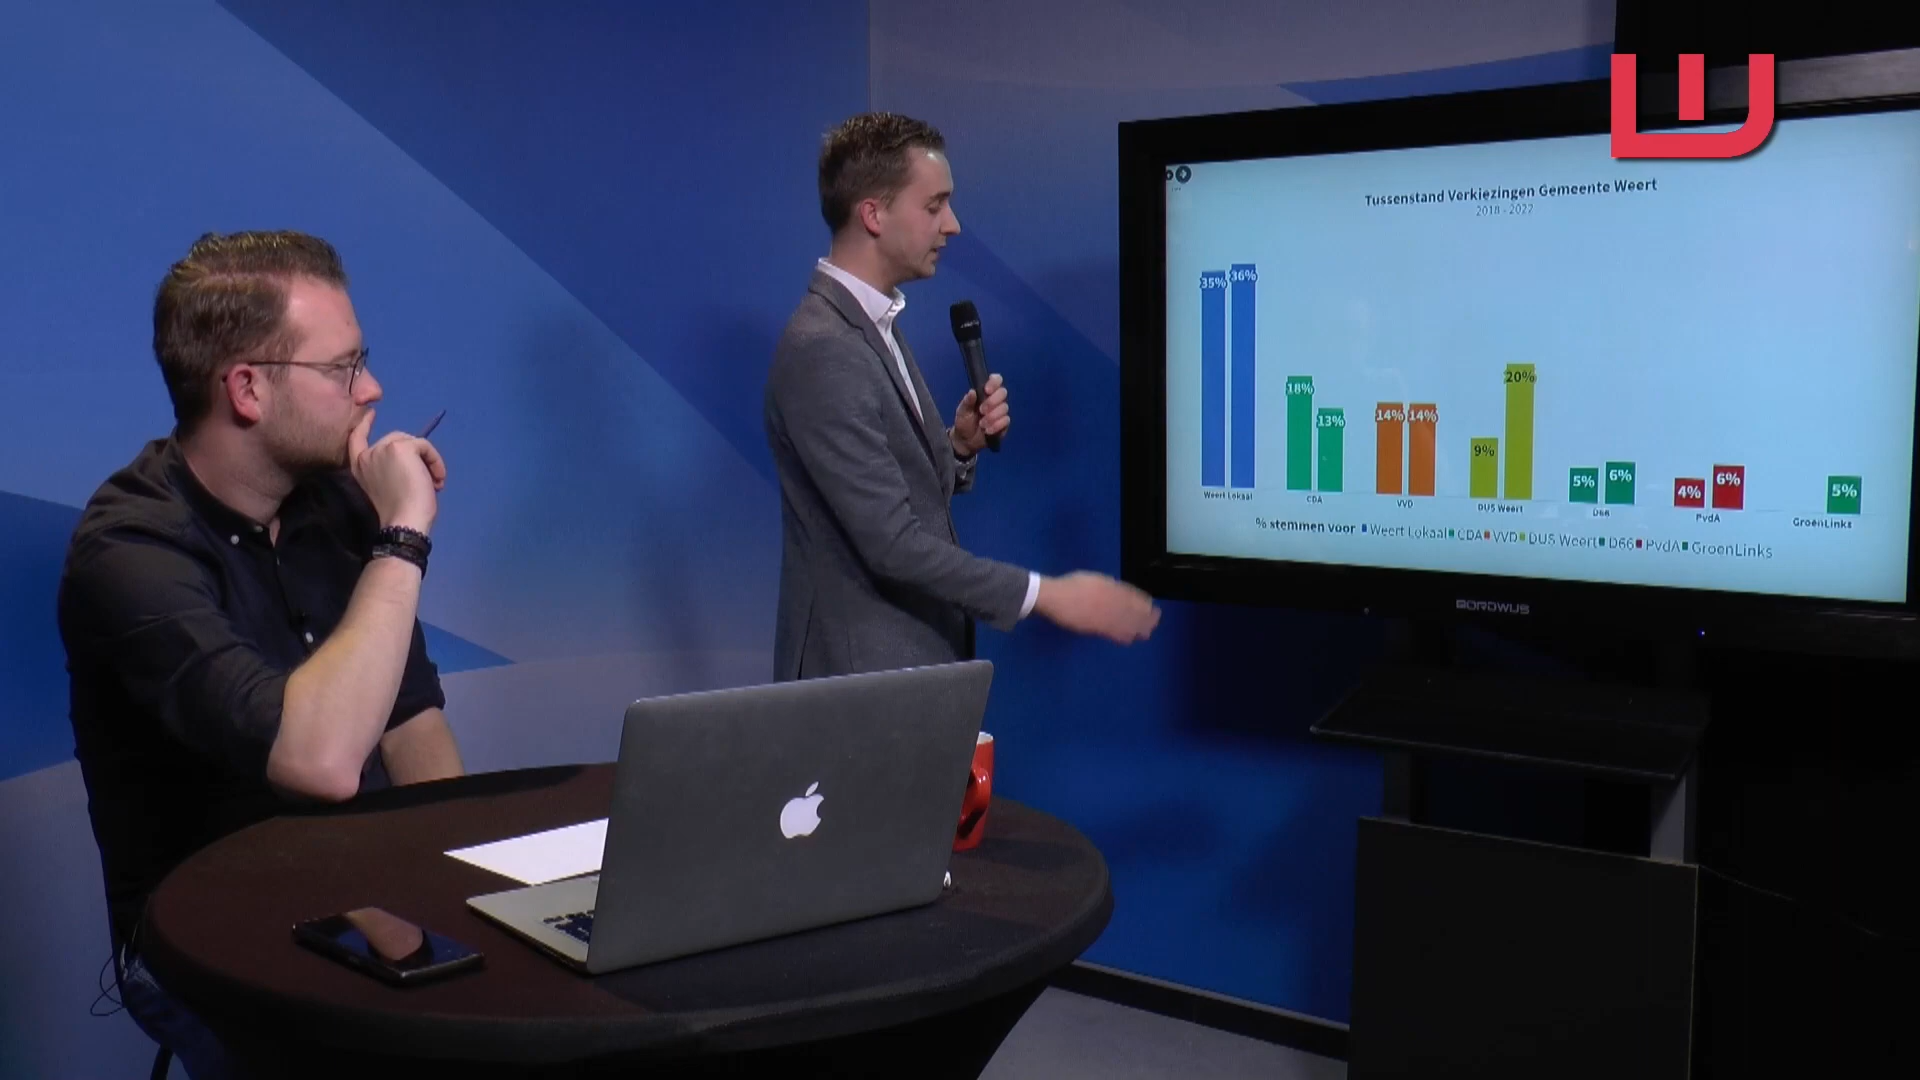 Tussenstand Verkiezingen Gemeente Weert
2018 - 2022
35% 36%
18% 13%
14% 14%
9% 20%
5% 6%
4% 6%
5%
Weert Lokaal CDA VVD DUS Weert D66 PvdA GroenLinks
% stemmen voor Weert Lokaal CDA VVD DUS Weert D66 PvdA GroenLinks